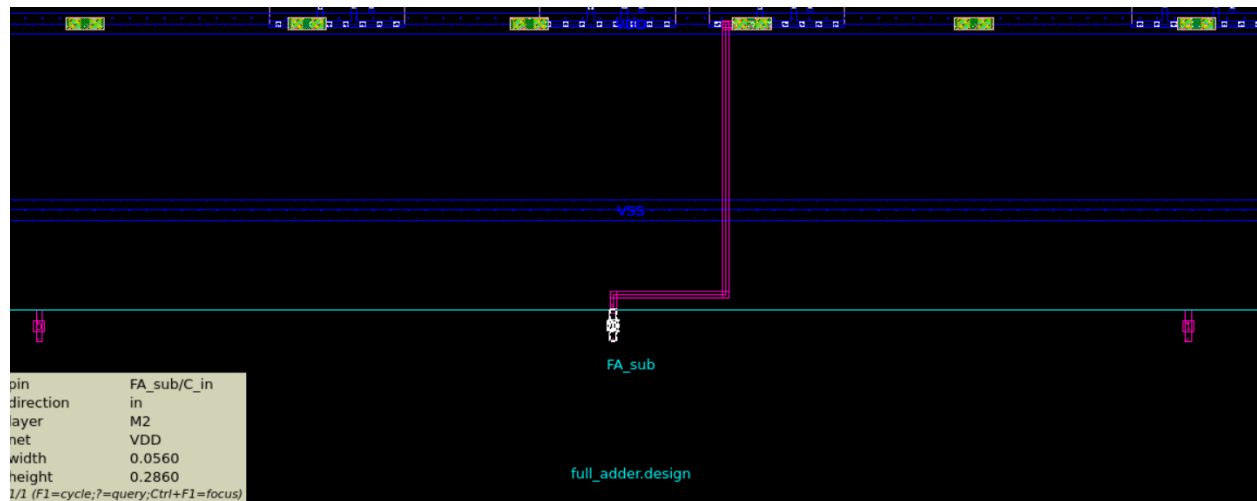 VDD
VSS
FA_sub
pin FA_sub/C_in
direction in
layer M2
net VDD
width 0.0560
height 0.2860
1/1 (F1=cycle;?=query;Ctrl+F1=focus)
full_adder.design